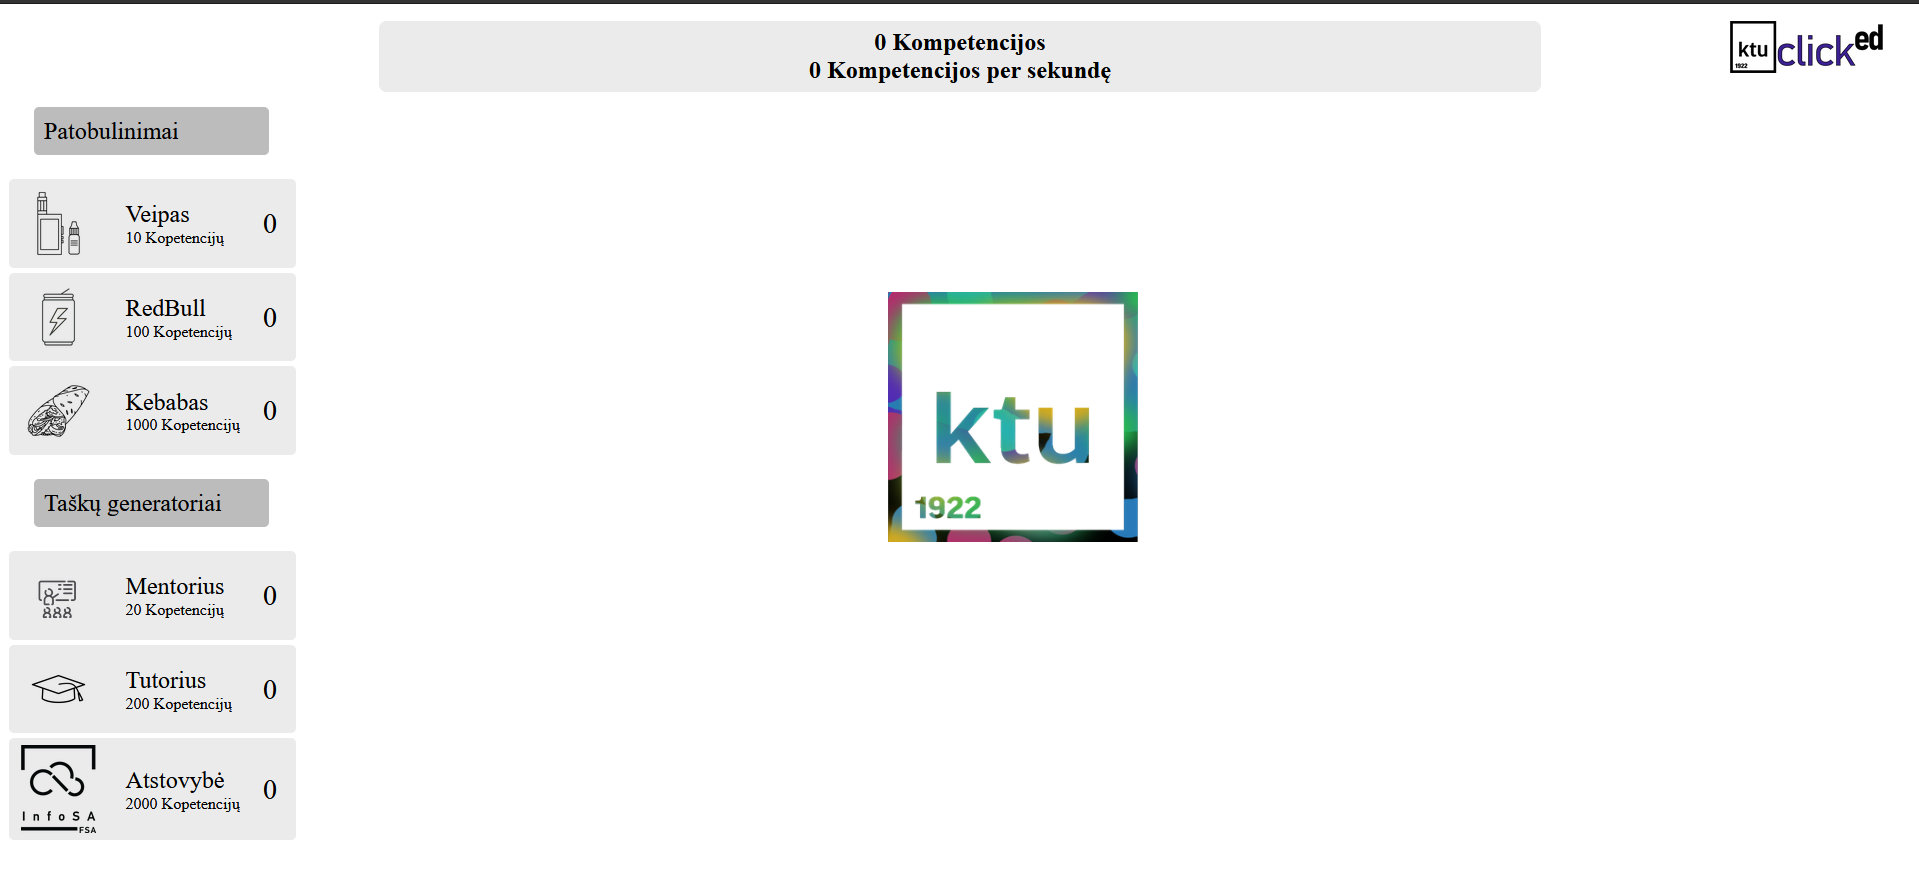 0 Kompetencijos
0 Kompetencijos per sekundę
ktu
1922
clicked
Patobulinimai
Veipas
10 Kopetencijų
0
RedBull
100 Kopetencijų
0
Kebabas
1000 Kopetencijų
0
Taškų generatoriai
Mentorius
20 Kopetencijų
0
Tutorius
200 Kopetencijų
0
InfoSA
FSA
Atstovybė
2000 Kopetencijų
0
ktu
1922